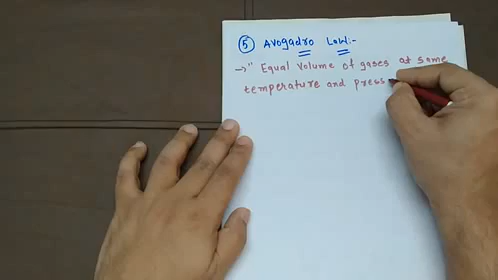 ⑤ Avogadro Law:-
→" Equal Volume of gases at same
temperature and press